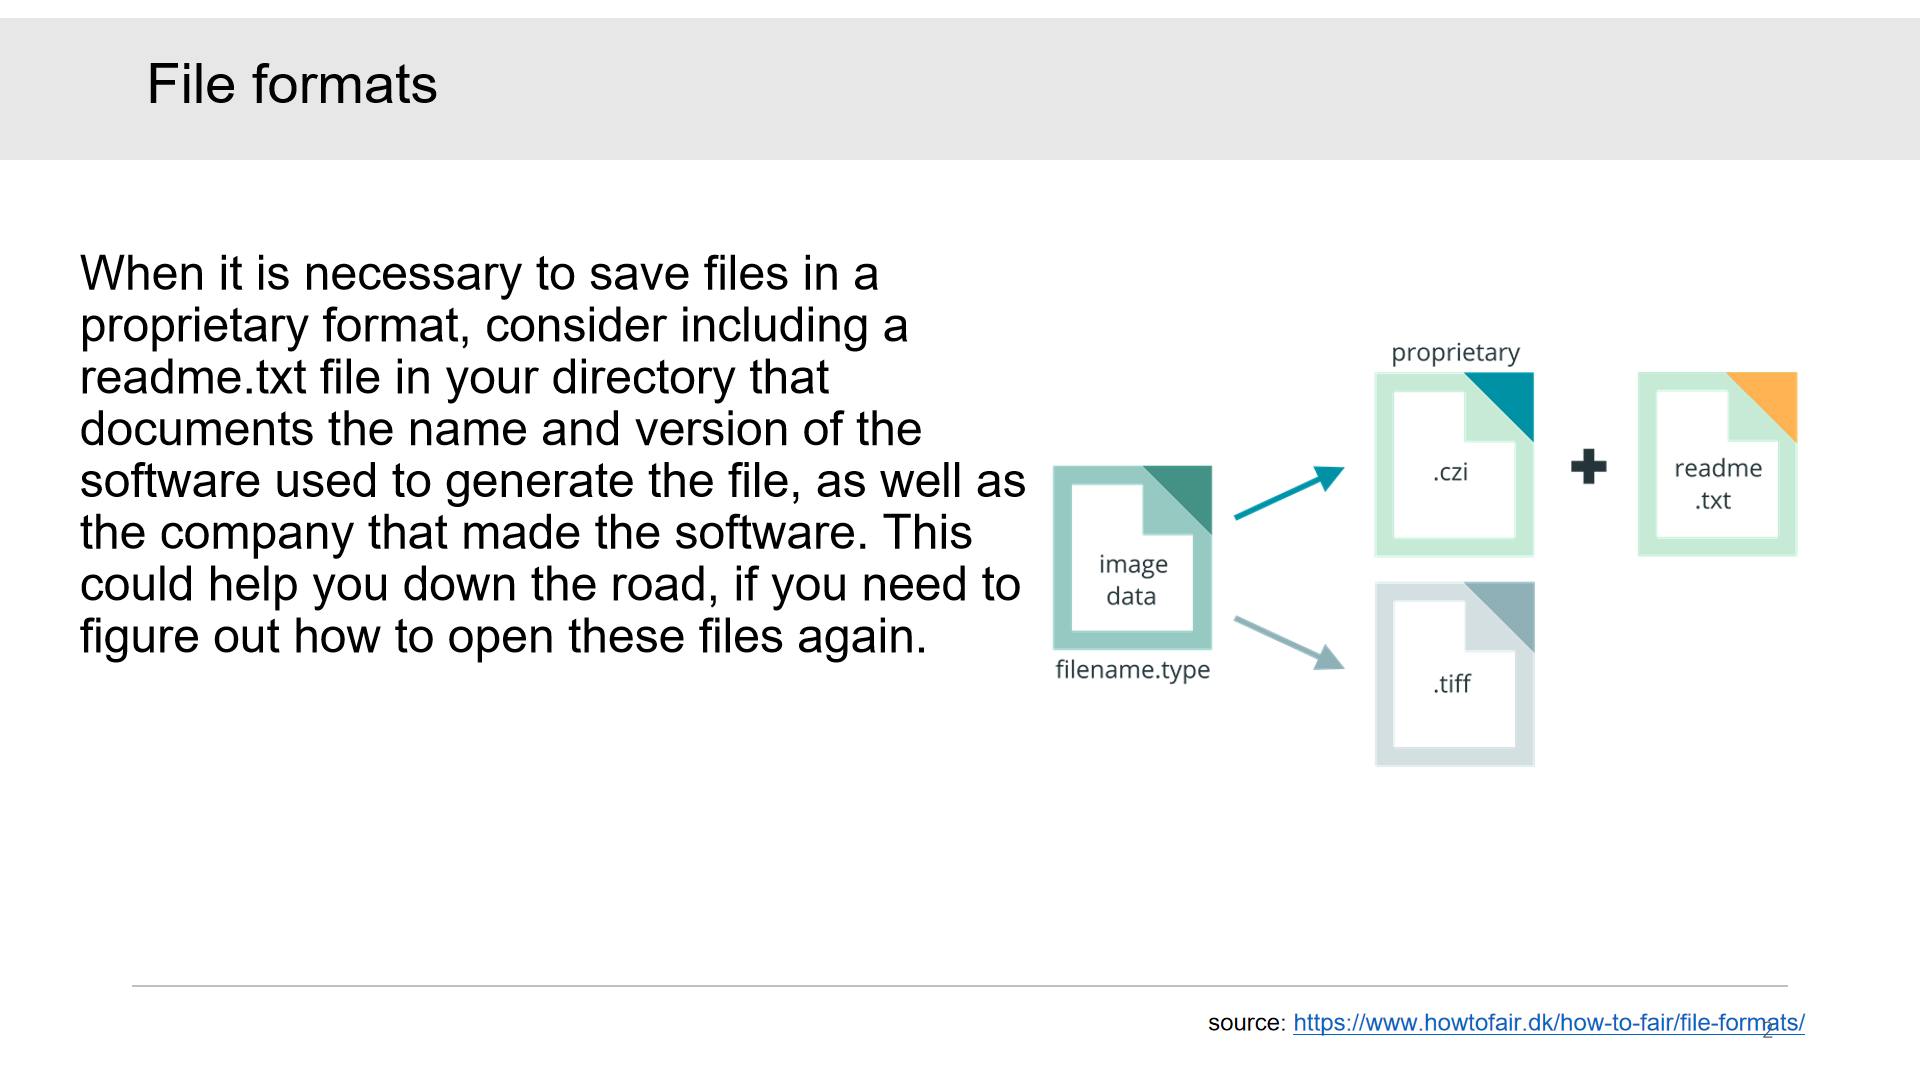 File formats
When it is necessary to save files in a
proprietary format, consider including a
readme.txt file in your directory that
documents the name and version of the
software used to generate the file, as well as
the company that made the software. This
could help you down the road, if you need to
figure out how to open these files again.
image
data
filename.type
proprietary
.czi
readme
.txt
.tiff
source: https://www.howtofair.dk/how-to-fair/file-formats/
2